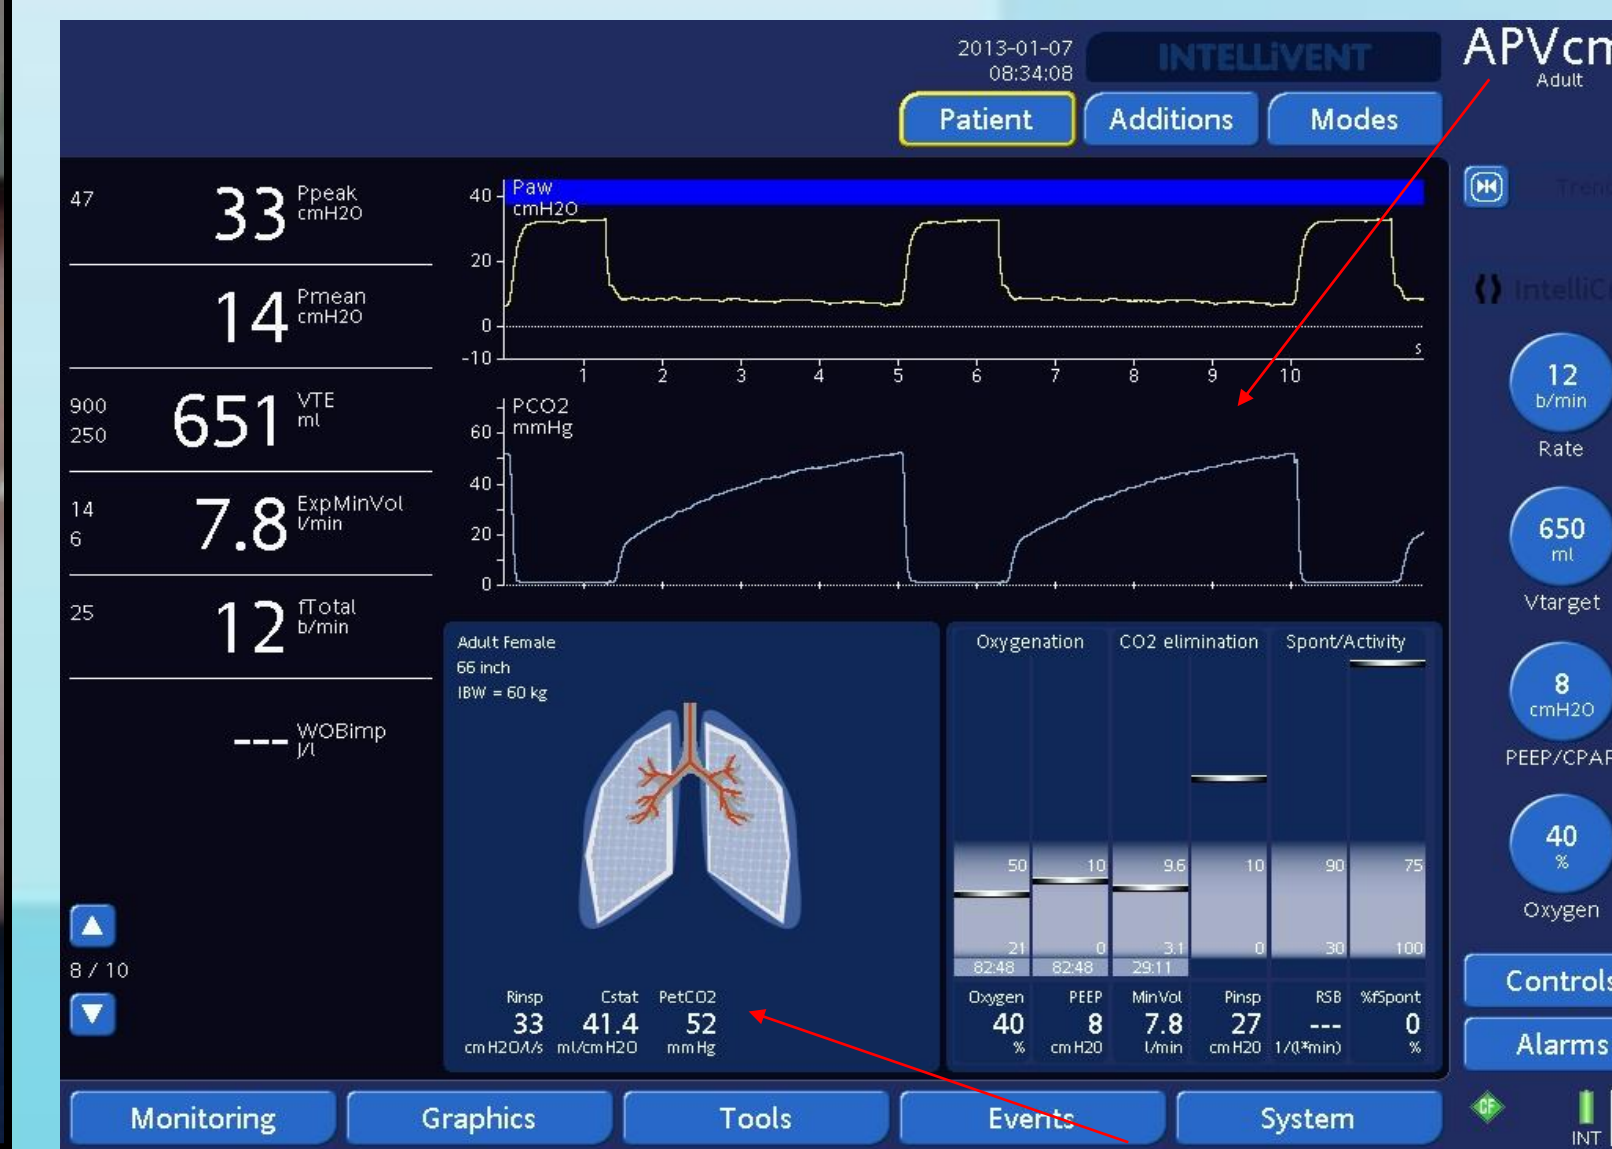 2013-01-07
08:34:08
INTELLiVENT
APVcm
Adult
Patient
Additions
Modes
47
33 Ppeak
cmH2O
14 Pmean
cmH2O
900
250
651 VTE
ml
14
6
7.8 ExpMinVol
l/min
25
12 fTotal
b/min
--- WOBimp
J/l
8 / 10
40
20
0
-10
Paw
cmH2O
s
1 2 3 4 5 6 7 8 9 10
PCO2
mmHg
60
40
20
0
Adult Female
66 inch
IBW = 60 kg
Rinsp Cstat PetCO2
33 41.4 52
cmH2O/l/s ml/cmH2O mmHg
Oxygenation CO2 elimination Spont/Activity
50 10 9.6 10 90 75
21 0 3.1 0 30 100
82:48 82:48 29:11
Oxygen PEEP MinVol Pinsp RSB %fSpont
40 8 7.8 27 --- 0
% cmH2O l/min cmH2O 1/(l*min) %
Trend
IntelliC
12
b/min
Rate
650
ml
Vtarget
8
cmH2O
PEEP/CPAP
40
%
Oxygen
Controls
Alarms
Monitoring
Graphics
Tools
Events
System
CF
INT